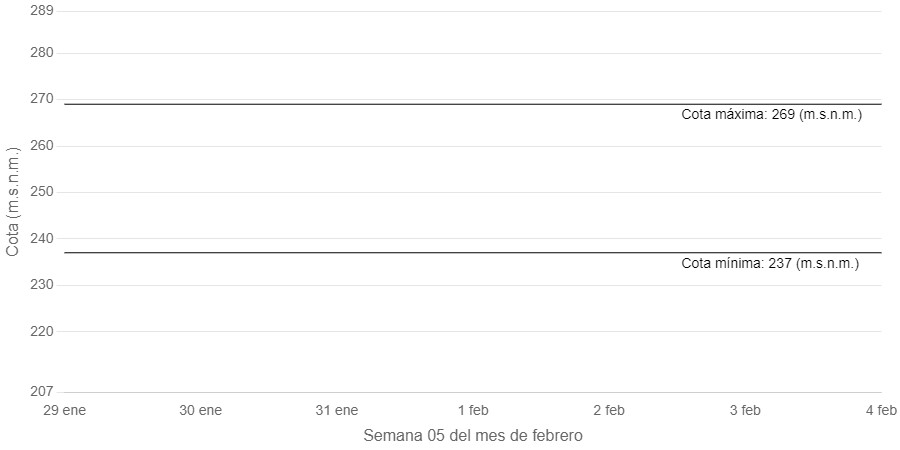 289
280
270
Cota máxima: 269 (m.s.n.m.)
260
250
240
Cota mínima: 237 (m.s.n.m.)
230
220
207
Cota (m.s.n.m.)
29 ene 30 ene 31 ene 1 feb 2 feb 3 feb 4 feb
Semana 05 del mes de febrero